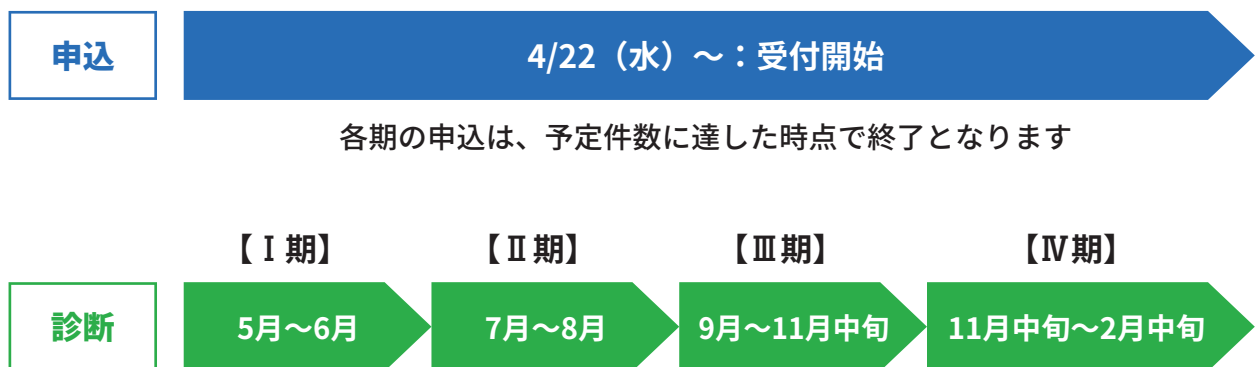 申込
4/22（水）～：受付開始
各期の申込は、予定件数に達した時点で終了となります
【Ⅰ期】 【Ⅱ期】 【Ⅲ期】 【Ⅳ期】
診断
5月～6月 7月～8月 9月～11月中旬 11月中旬～2月中旬